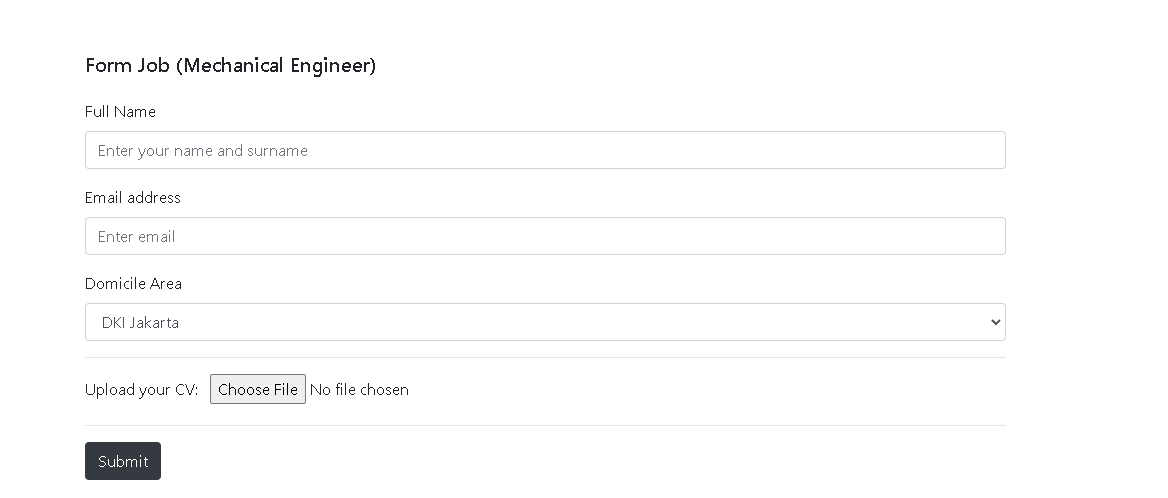 Form Job (Mechanical Engineer)
Full Name
Enter your name and surname
Email address
Enter email
Domicile Area
DKI Jakarta
Upload your CV: Choose File No file chosen
Submit